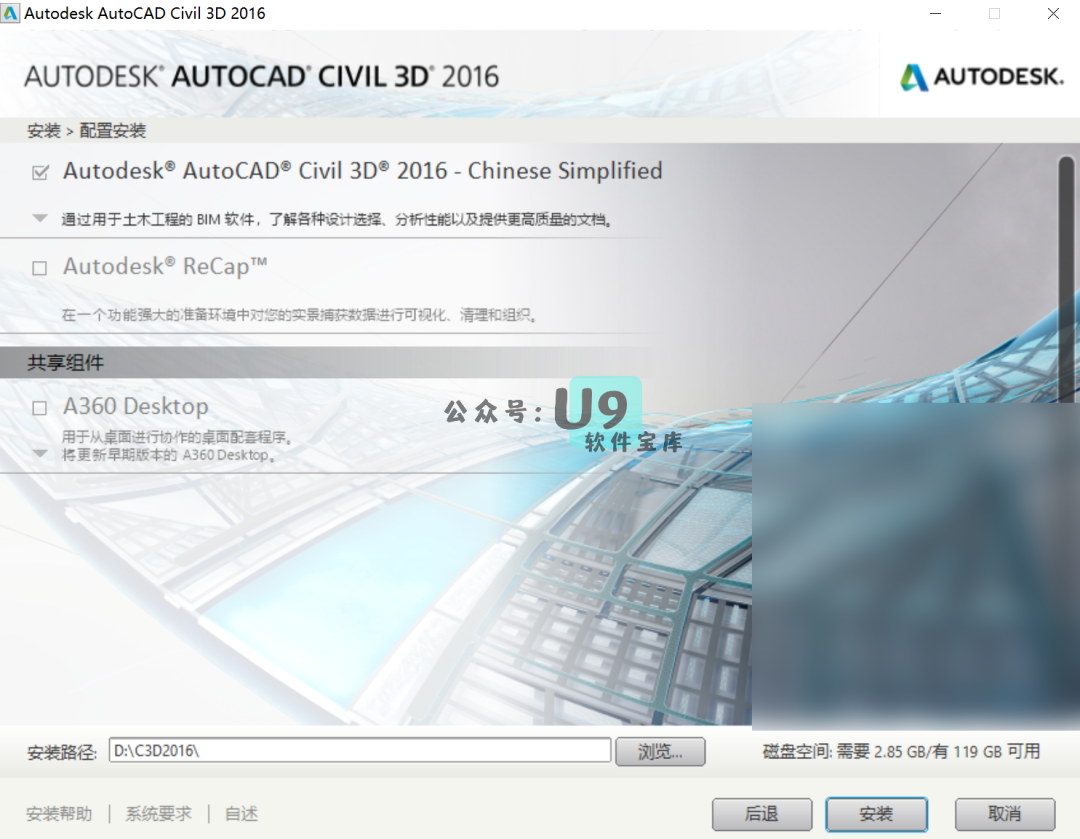 Autodesk AutoCAD Civil 3D 2016
AUTODESK® AUTOCAD® CIVIL 3D® 2016
AUTODESK.
安装 > 配置安装
Autodesk® AutoCAD® Civil 3D® 2016 - Chinese Simplified
通过用于土木工程的 BIM 软件，了解各种设计选择、分析性能以及提供更高质量的文档。
Autodesk® ReCap™
在一个功能强大的准备环境中对您的实景捕获数据进行可视化、清理和组织。
共享组件
A360 Desktop
用于从桌面进行协作的桌面配套程序。
将更新早期版本的 A360 Desktop。
公众号：U9
软件宝库
安装路径: D:\C3D2016\ 浏览... 磁盘空间: 需要 2.85 GB/有 119 GB 可用
安装帮助 | 系统要求 | 自述 后退 安装 取消